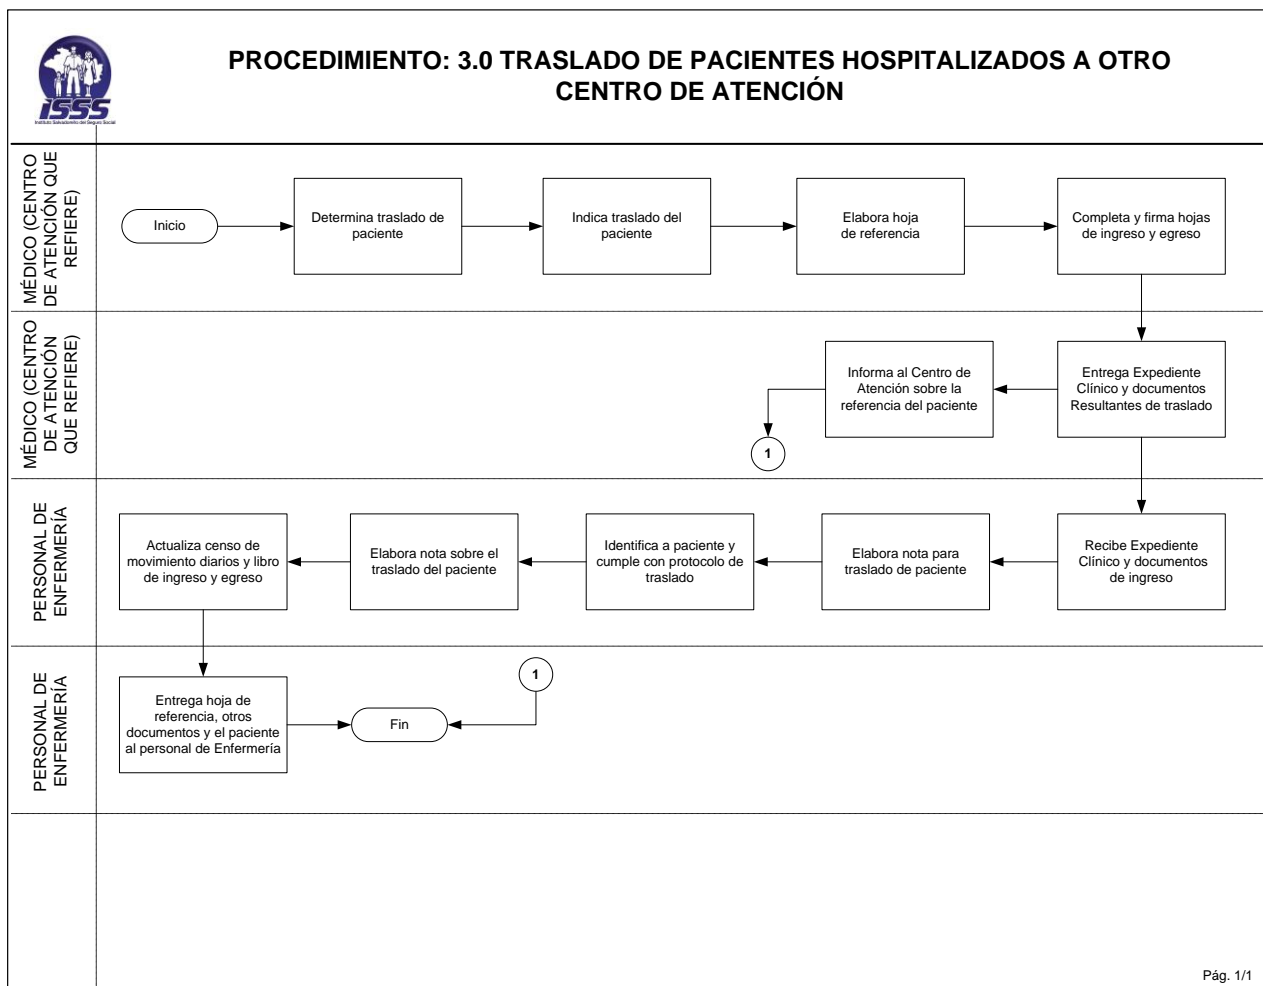 PROCEDIMIENTO: 3.0 TRASLADO DE PACIENTES HOSPITALIZADOS A OTRO
CENTRO DE ATENCIÓN
ISSS
Instituto Salvadoreño del Seguro Social
MÉDICO (CENTRO
DE ATENCIÓN QUE
REFIERE)
Inicio
Determina traslado de
paciente
Indica traslado del
paciente
Elabora hoja
de referencia
Completa y firma hojas
de ingreso y egreso
MÉDICO (CENTRO
DE ATENCIÓN
QUE REFIERE)
Informa al Centro de
Atención sobre la
referencia del paciente
Entrega Expediente
Clínico y documentos
Resultantes de traslado
1
PERSONAL DE
ENFERMERÍA
Actualiza censo de
movimiento diarios y libro
de ingreso y egreso
Elabora nota sobre el
traslado del paciente
Identifica a paciente y
cumple con protocolo de
traslado
Elabora nota para
traslado de paciente
Recibe Expediente
Clínico y documentos
de ingreso
PERSONAL DE
ENFERMERÍA
Entrega hoja de
referencia, otros
documentos y el paciente
al personal de Enfermería
Fin
1
Pág. 1/1